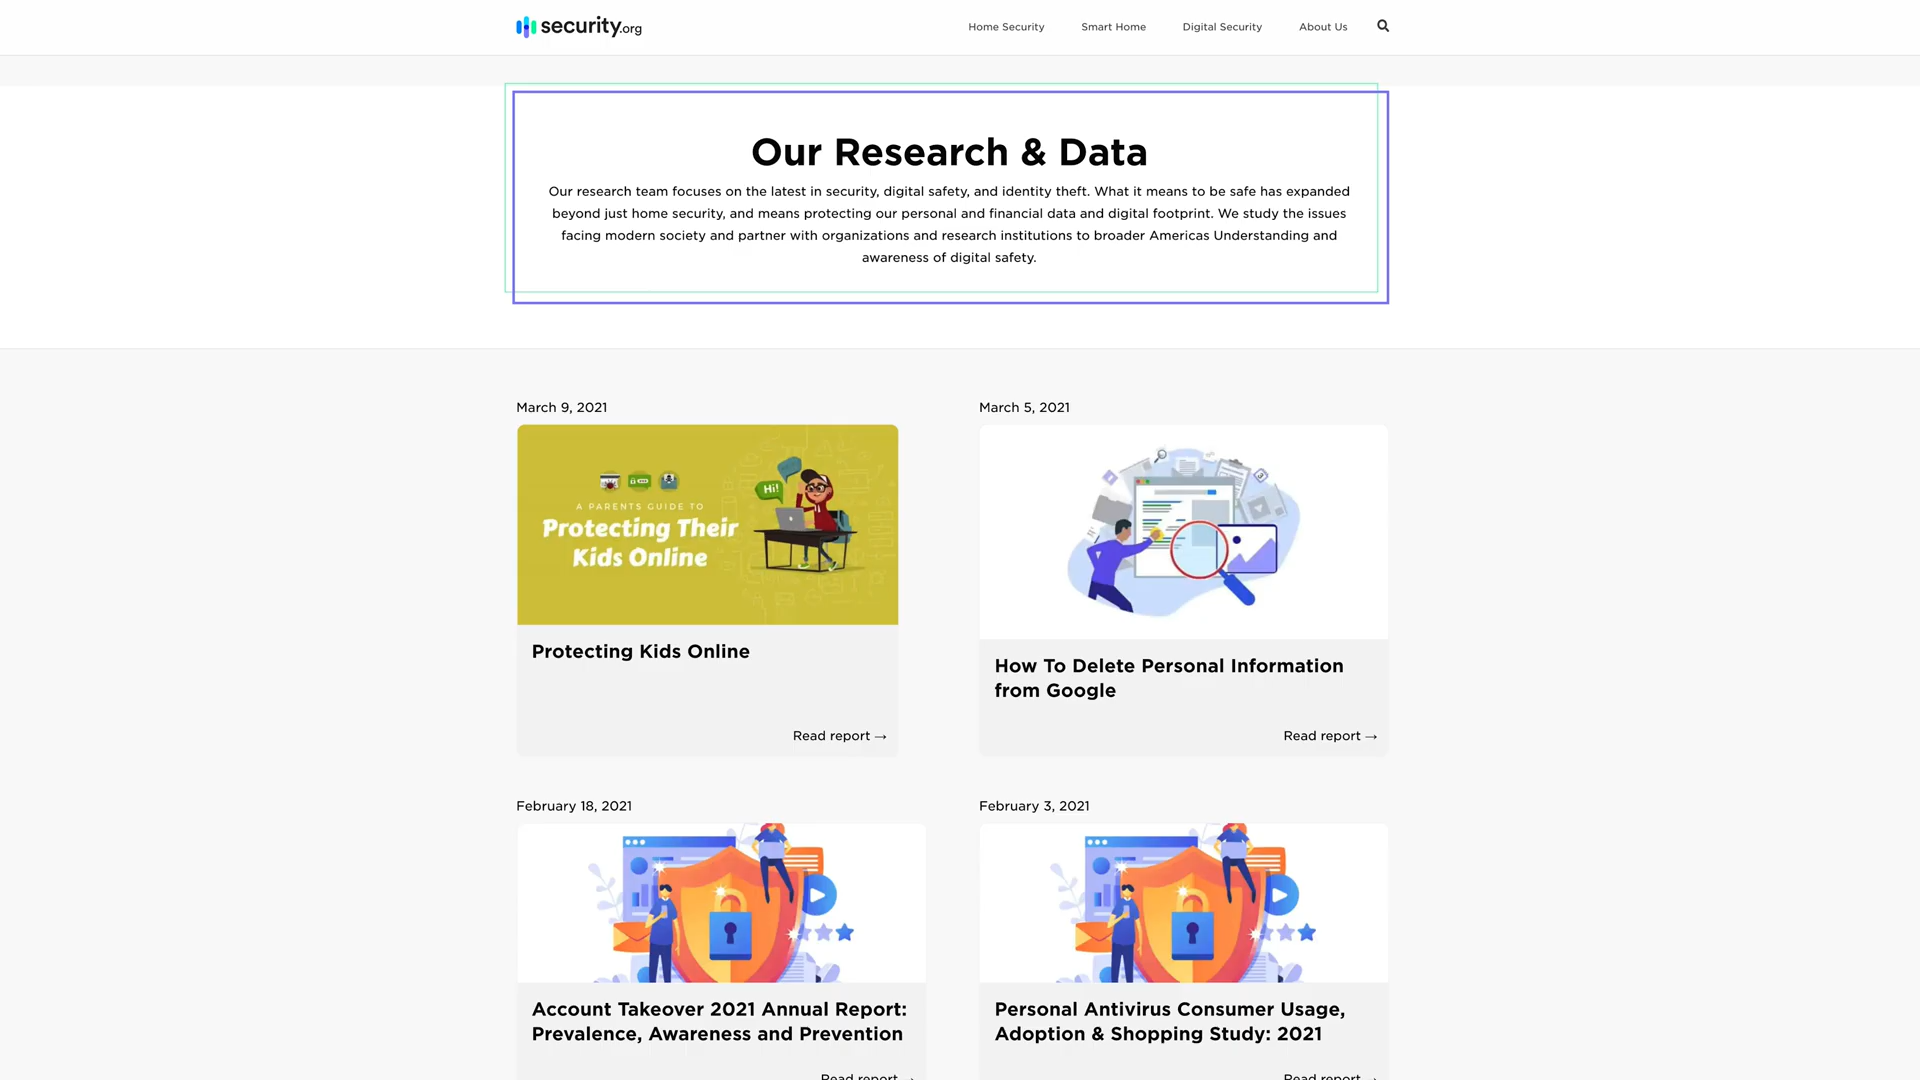 security.org
Home Security
Smart Home
Digital Security
About Us
Our Research & Data
Our research team focuses on the latest in security, digital safety, and identity theft. What it means to be safe has expanded
beyond just home security, and means protecting our personal and financial data and digital footprint. We study the issues
facing modern society and partner with organizations and research institutions to broader Americas Understanding and
awareness of digital safety.
March 9, 2021
Hi!
A PARENTS GUIDE TO
Protecting Their
Kids Online
Protecting Kids Online
Read report →
March 5, 2021
How To Delete Personal Information
from Google
Read report →
February 18, 2021
Account Takeover 2021 Annual Report:
Prevalence, Awareness and Prevention
Read report →
February 3, 2021
Personal Antivirus Consumer Usage,
Adoption & Shopping Study: 2021
Read report →